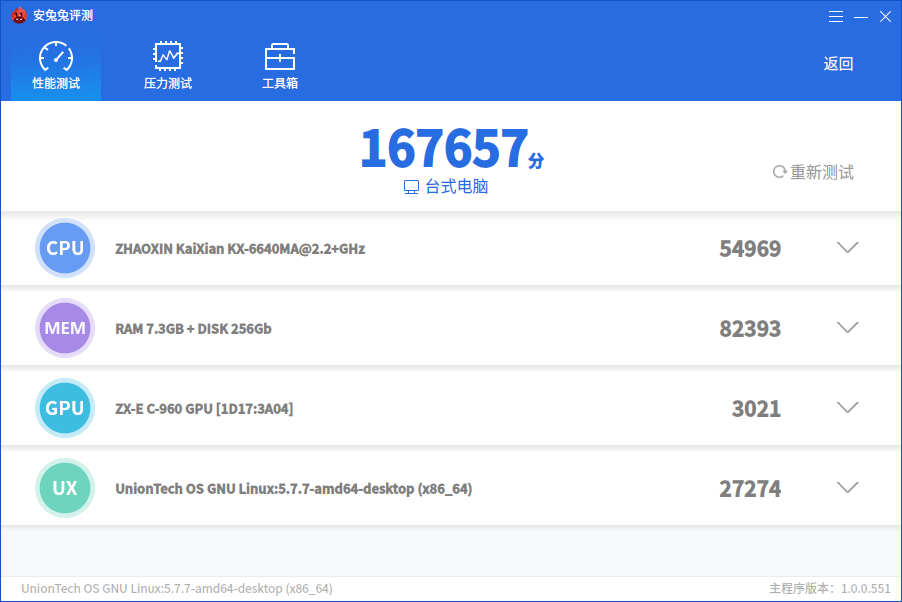 安兔兔评测
性能测试
压力测试
工具箱
返回
167657分
台式电脑
重新测试
CPU
ZHAOXIN KaiXian KX-6640MA@2.2+GHz
54969
MEM
RAM 7.3GB + DISK 256Gb
82393
GPU
ZX-E C-960 GPU [1D17:3A04]
3021
UX
UnionTech OS GNU Linux:5.7.7-amd64-desktop (x86_64)
27274
UnionTech OS GNU Linux:5.7.7-amd64-desktop (x86_64)
主程序版本：1.0.0.551